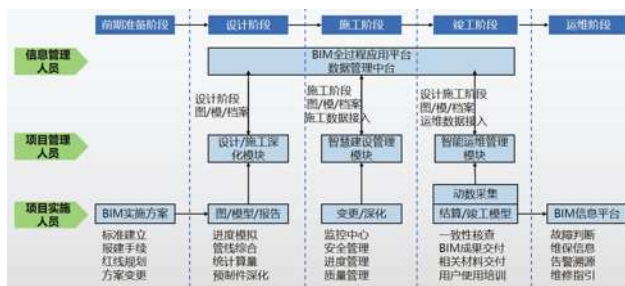 前期准备阶段
设计阶段
施工阶段
竣工阶段
运维阶段
信息管理
人员
BIM全过程应用平台
数据管理中台
设计阶段
图/模/档案
施工阶段
图/模/档案
施工数据接入
设计施工阶段
图/模/档案
运维数据接入
项目管理
人员
设计/施工深
化模块
智慧建设管理
模块
智能运维管理
模块
项目实施
人员
BIM实施方案
图/模型/报告
变更/深化
动数采集
结算/竣工模型
BIM信息平台
标准建立
报建手续
红线规划
方案变更
进度模拟
管线综合
统计算量
预制件深化
监控中心
安全管理
进度管理
质量管理
一致性核查
BIM成果交付
相关材料交付
用户使用培训
故障判断
维保信息
告警溯源
维修指引